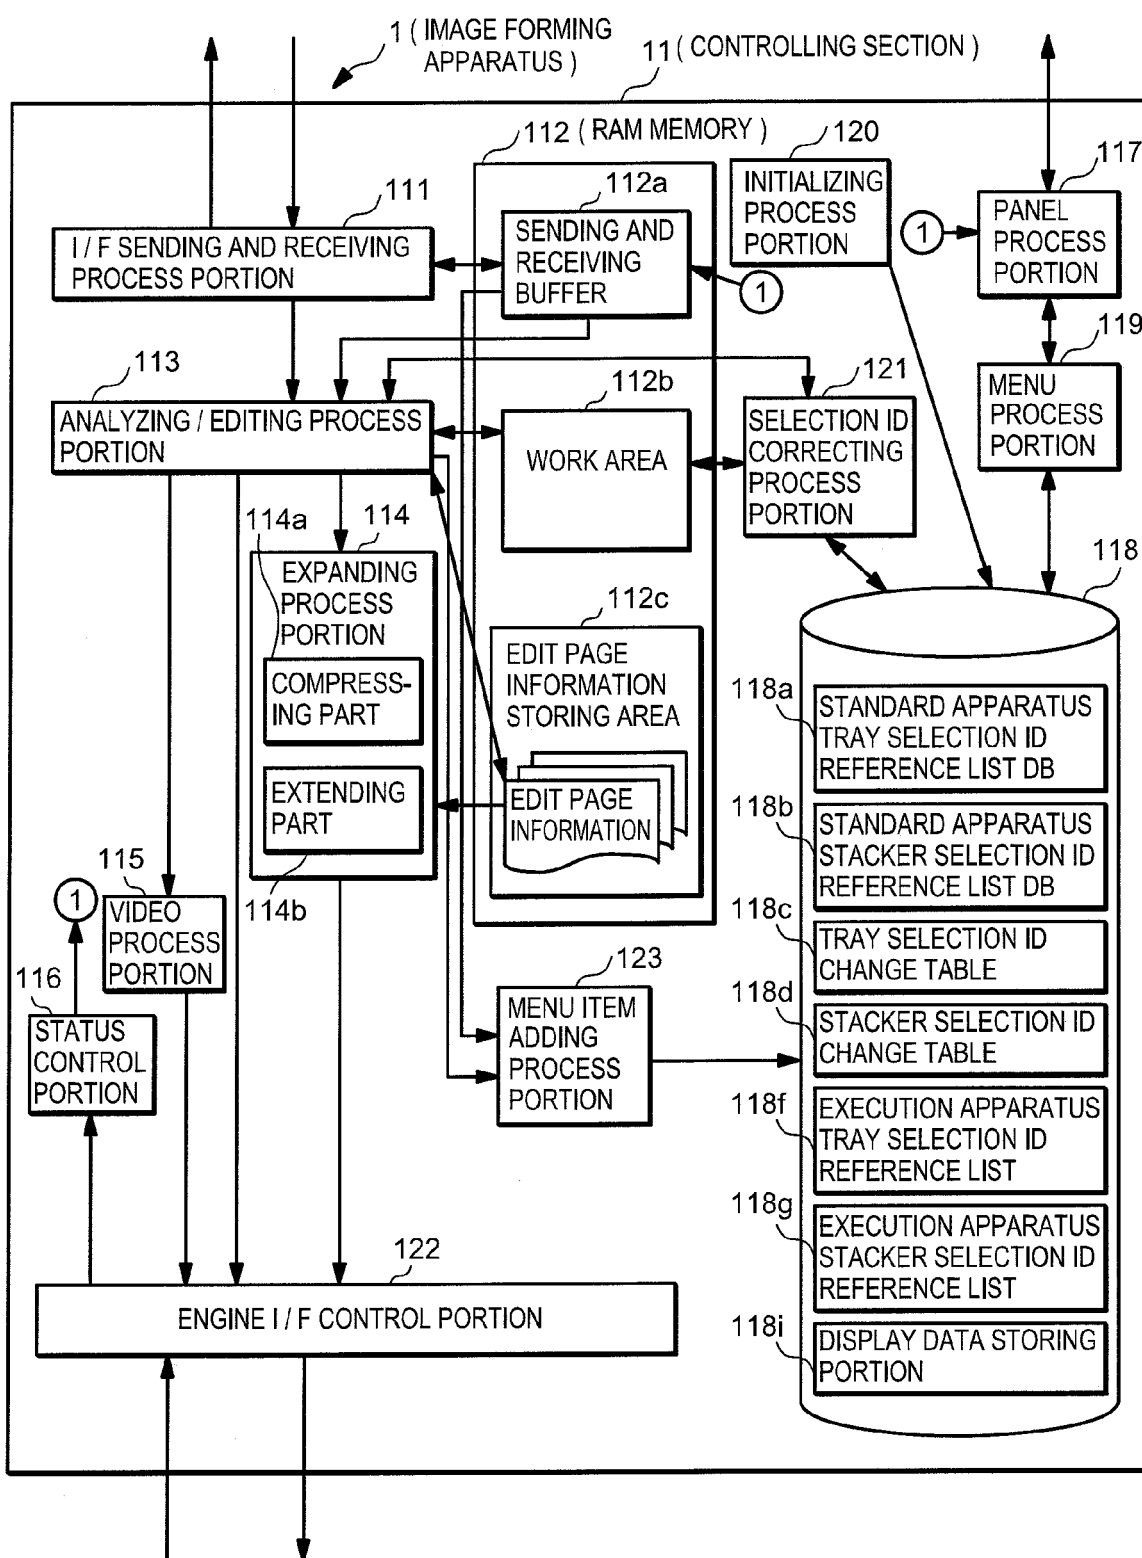 1 ( IMAGE FORMING
APPARATUS )
11 ( CONTROLLING SECTION )
112 ( RAM MEMORY )
120
INITIALIZING
PROCESS
PORTION
117
PANEL
PROCESS
PORTION
1
111
I / F SENDING AND RECEIVING
PROCESS PORTION
112a
SENDING AND
RECEIVING
BUFFER
1
119
MENU
PROCESS
PORTION
113
ANALYZING / EDITING PROCESS
PORTION
112b
WORK AREA
121
SELECTION ID
CORRECTING
PROCESS
PORTION
114a
114
EXPANDING
PROCESS
PORTION
COMPRESS-
ING PART
EXTENDING
PART
114b
112c
EDIT PAGE
INFORMATION
STORING AREA
EDIT PAGE
INFORMATION
118
118a
STANDARD APPARATUS
TRAY SELECTION ID
REFERENCE LIST DB
118b
STANDARD APPARATUS
STACKER SELECTION ID
REFERENCE LIST DB
118c
TRAY SELECTION ID
CHANGE TABLE
118d
STACKER SELECTION ID
CHANGE TABLE
118f
EXECUTION APPARATUS
TRAY SELECTION ID
REFERENCE LIST
118g
EXECUTION APPARATUS
STACKER SELECTION ID
REFERENCE LIST
118i
DISPLAY DATA STORING
PORTION
115
VIDEO
PROCESS
PORTION
1
116
STATUS
CONTROL
PORTION
123
MENU ITEM
ADDING
PROCESS
PORTION
122
ENGINE I / F CONTROL PORTION